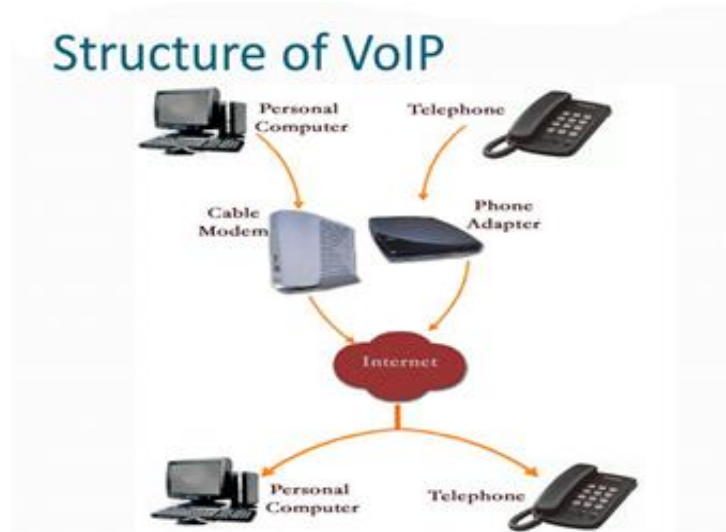 Structure of VoIP
Personal
Computer
Telephone
Cable
Modem
Phone
Adapter
Internet
Personal
Computer
Telephone